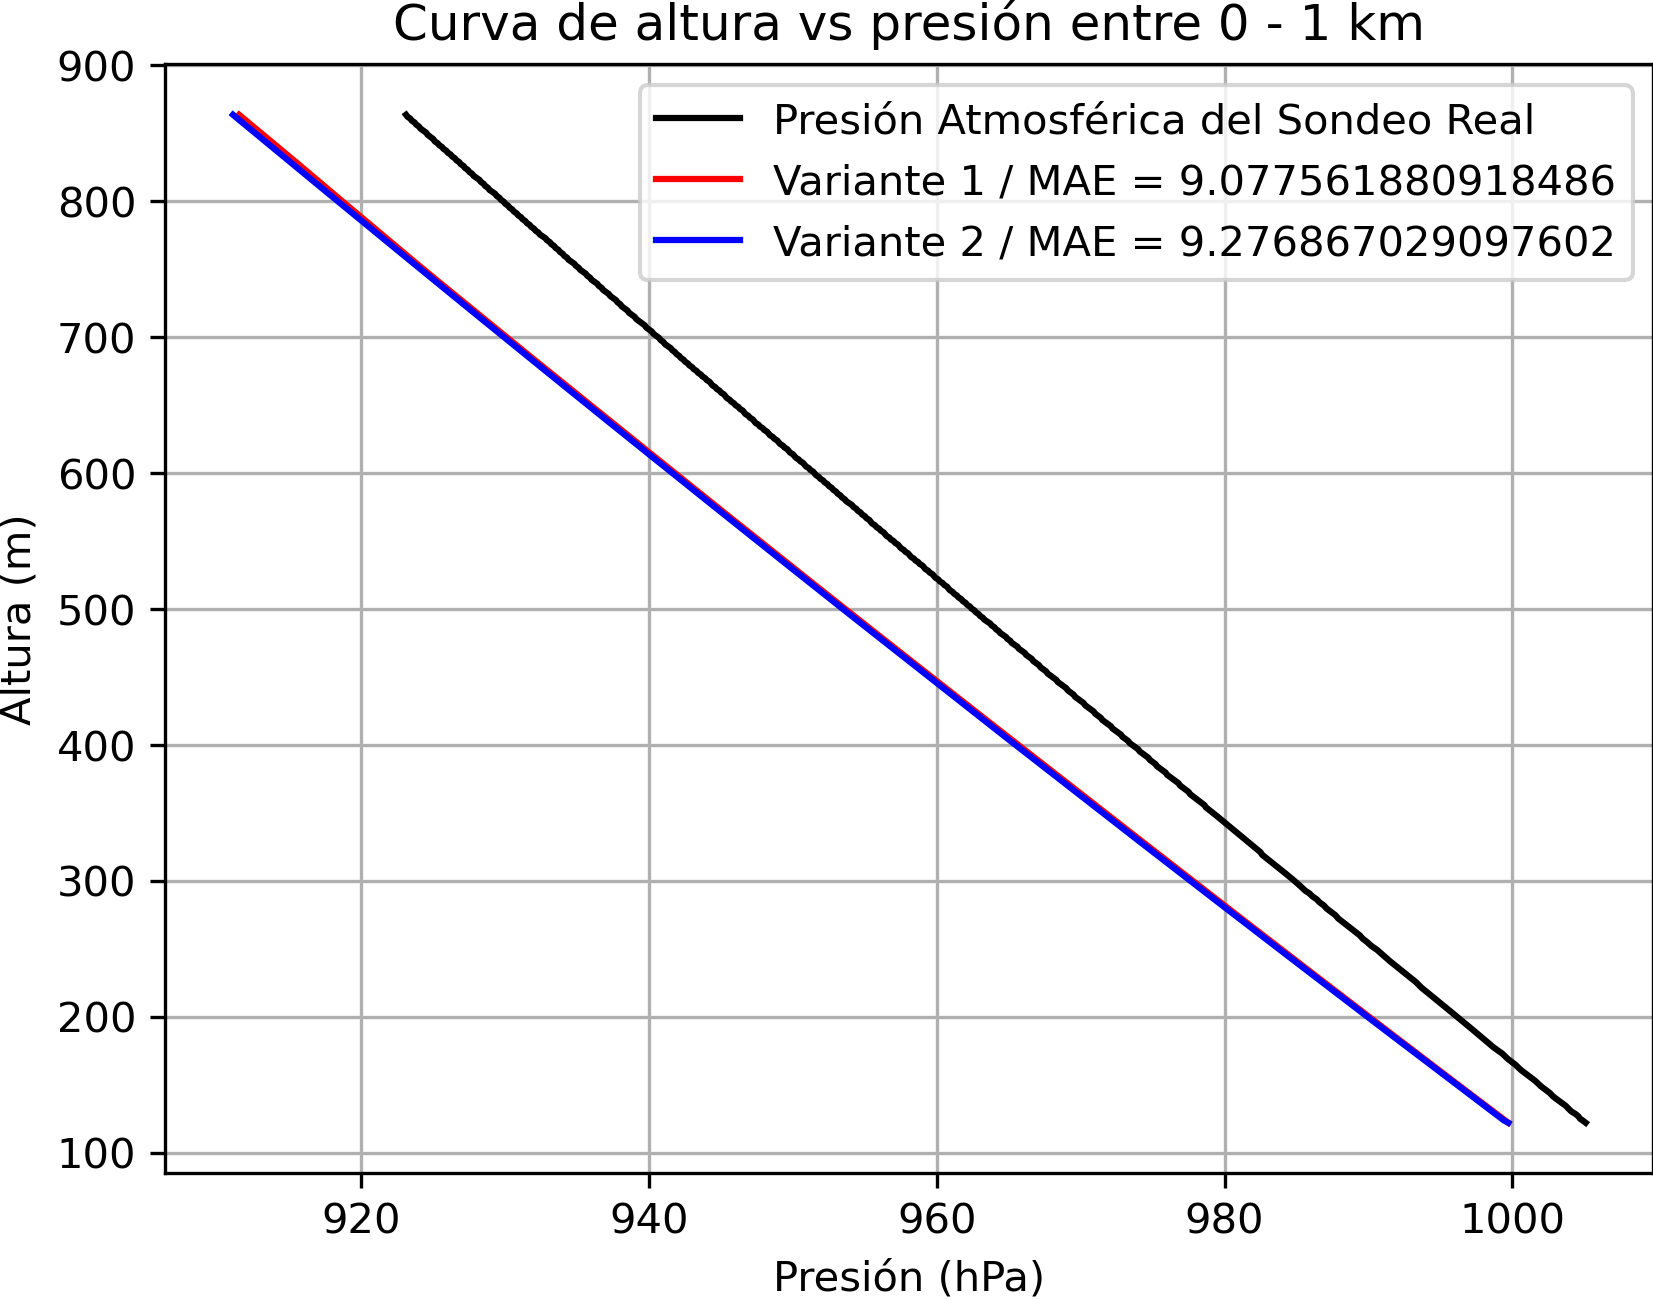 Curva de altura vs presión entre 0 - 1 km
Presión Atmosférica del Sondeo Real
Variante 1 / MAE = 9.077561880918486
Variante 2 / MAE = 9.276867029097602
Altura (m)
900
800
700
600
500
400
300
200
100
920 940 960 980 1000
Presión (hPa)